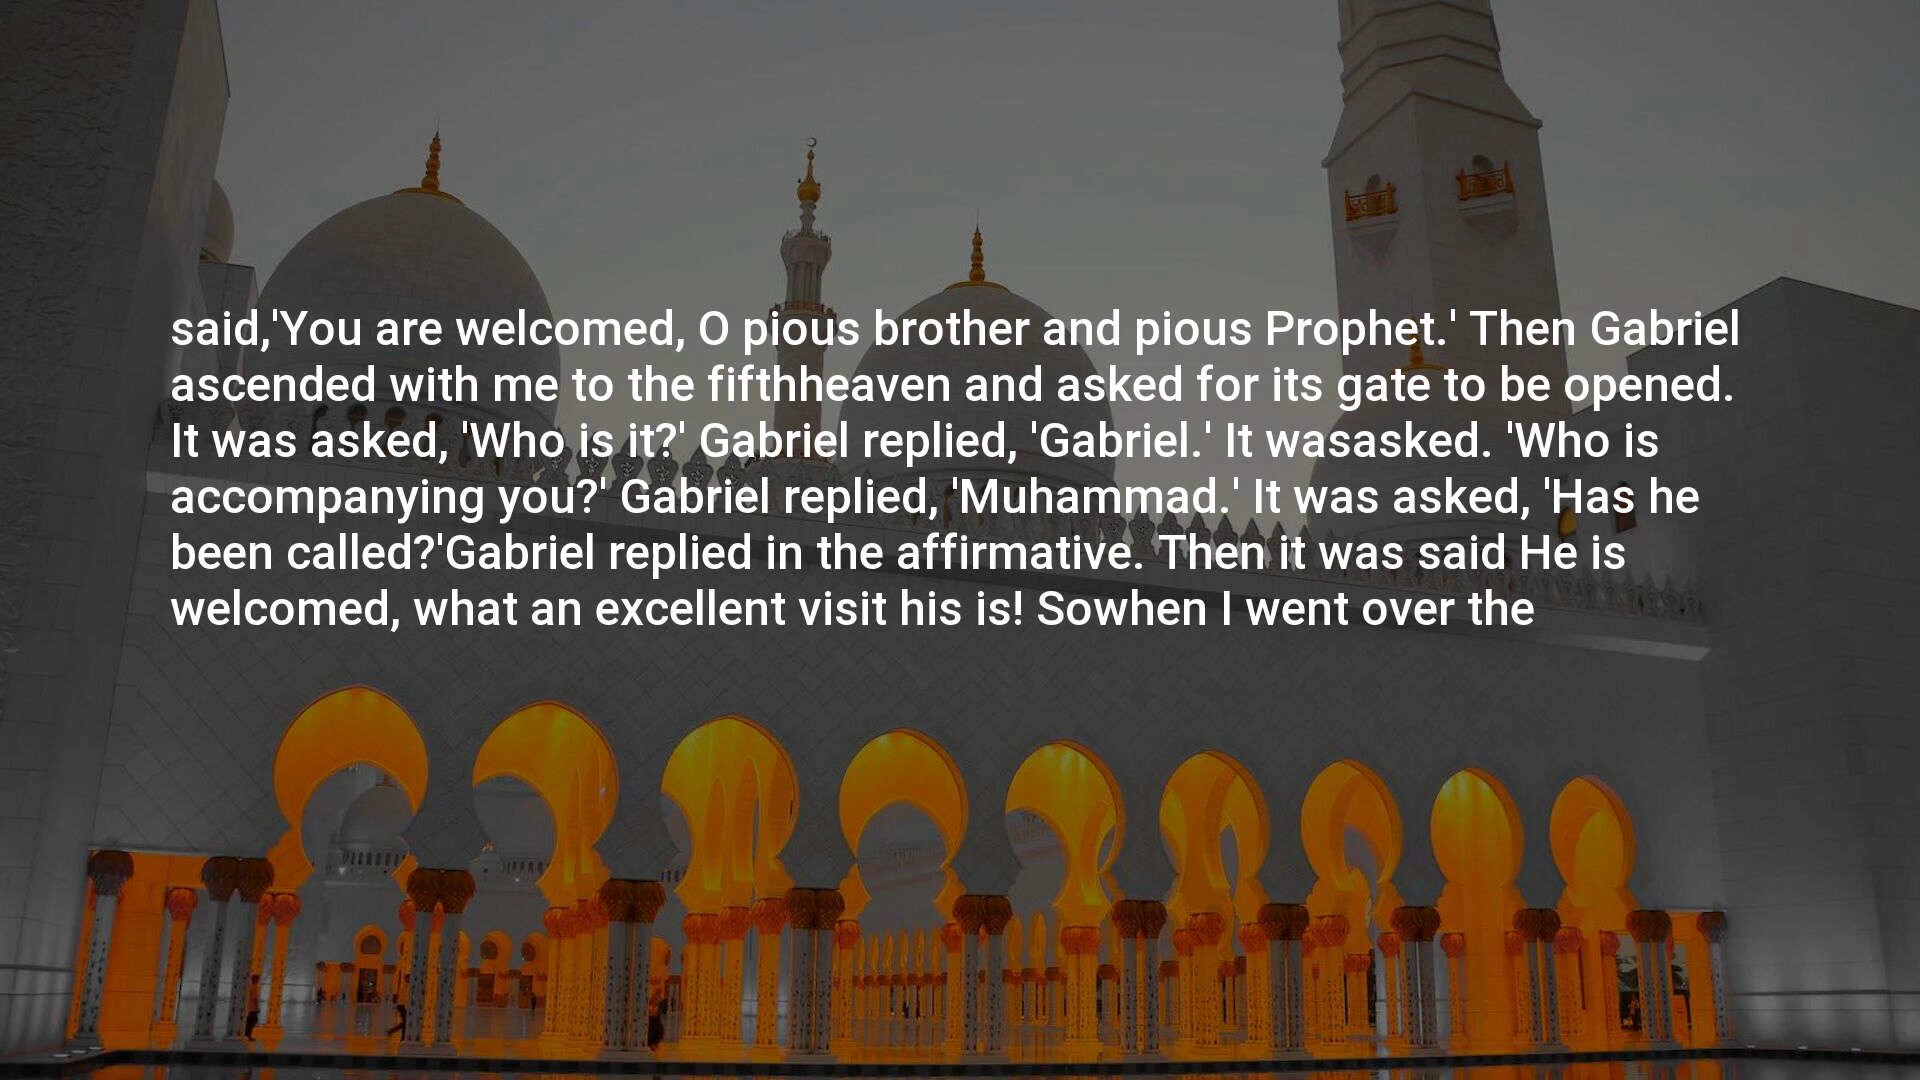 said,'You are welcomed, O pious brother and pious Prophet.' Then Gabriel
ascended with me to the fifthheaven and asked for its gate to be opened.
It was asked, 'Who is it?' Gabriel replied, 'Gabriel.' It wasasked. 'Who is
accompanying you?' Gabriel replied, 'Muhammad.' It was asked, 'Has he
been called?'Gabriel replied in the affirmative. Then it was said He is
welcomed, what an excellent visit his is! Sowhen I went over the